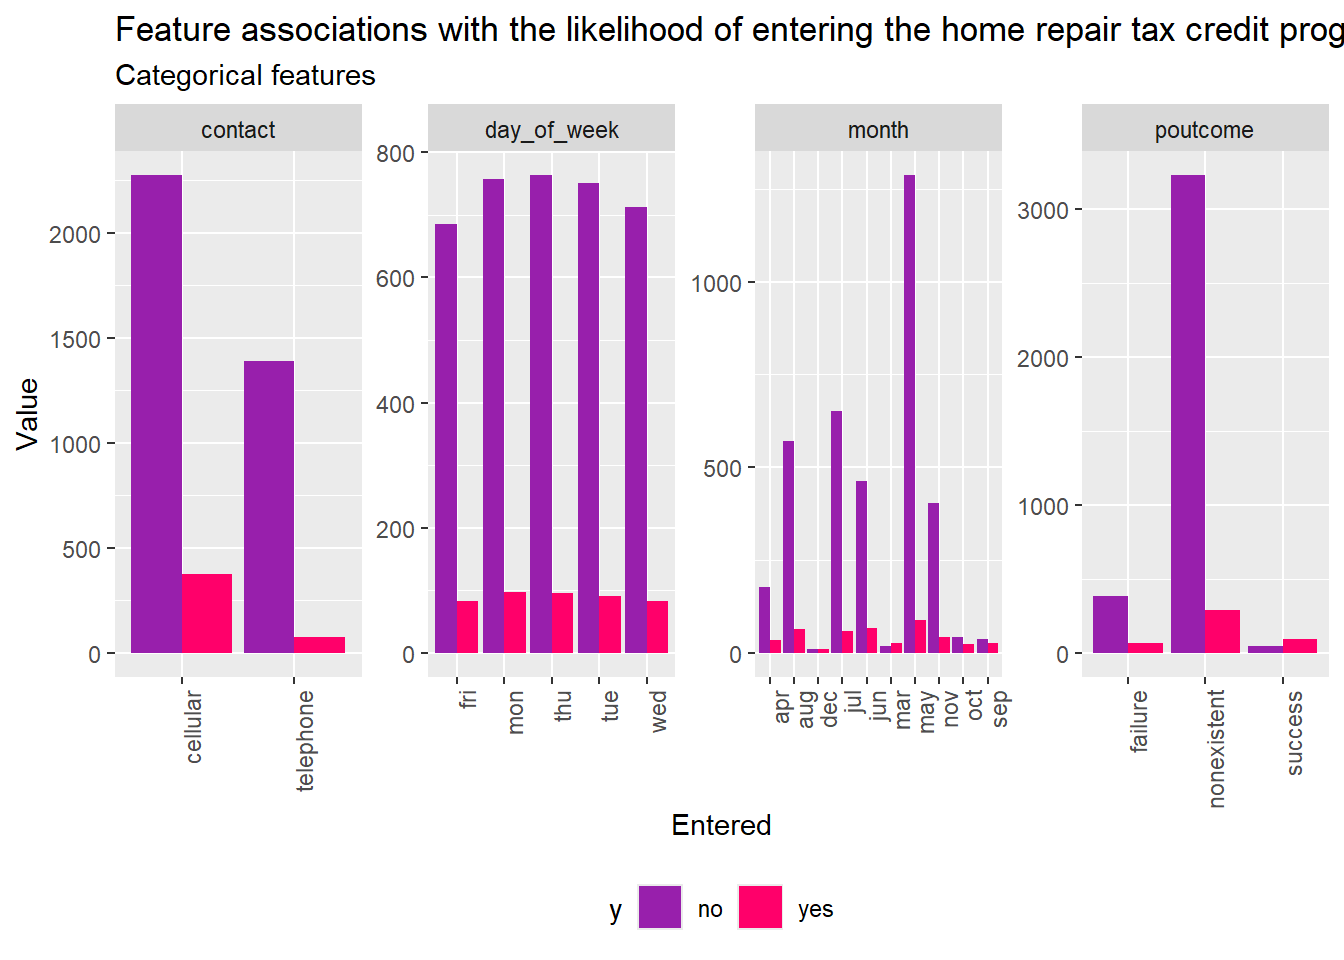 Feature associations with the likelihood of entering the home repair tax credit prog
Categorical features
contact
day_of_week
month
poutcome
Value
2000
1500
1000
500
0
cellular
telephone
800
600
400
200
0
fri
mon
thu
tue
wed
1000
500
0
apr
aug
dec
jul
jun
mar
may
nov
oct
sep
3000
2000
1000
0
failure
nonexistent
success
Entered
y no yes